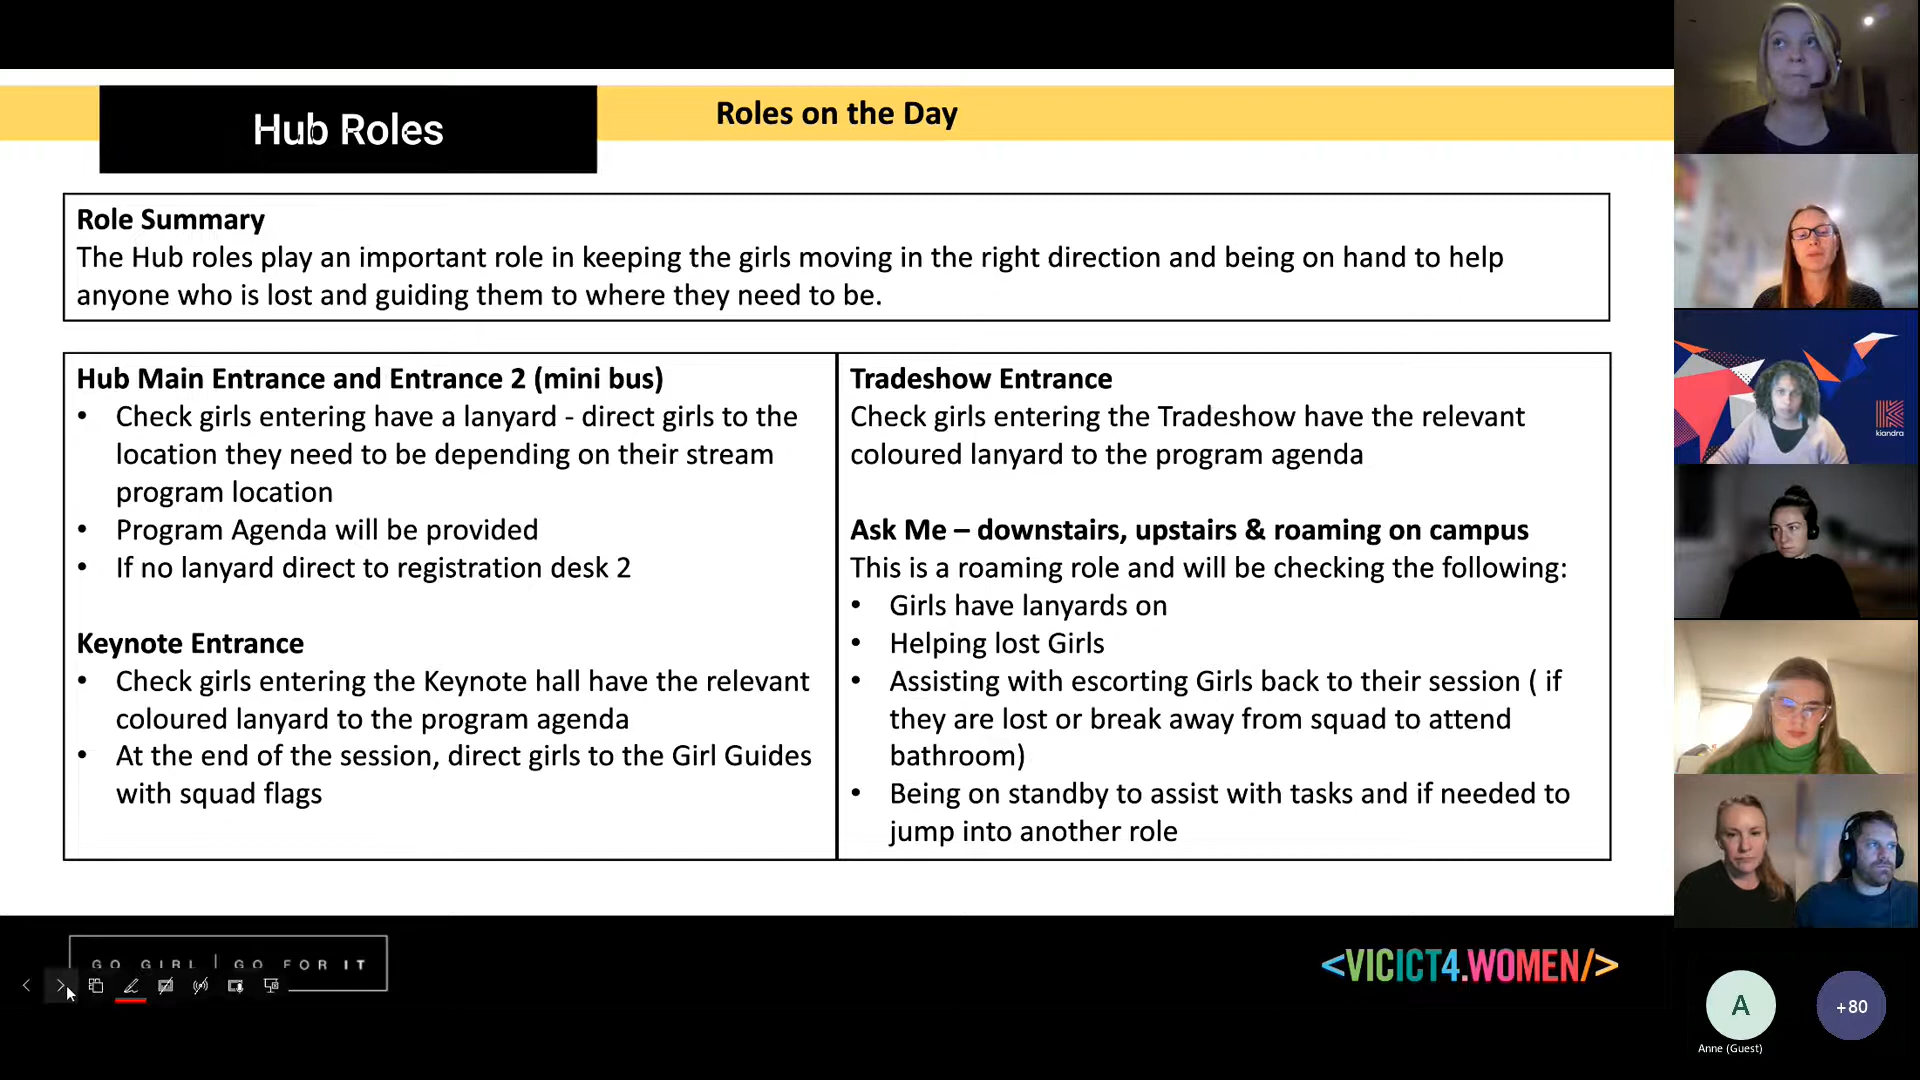 Hub Roles
Roles on the Day
Role Summary
The Hub roles play an important role in keeping the girls moving in the right direction and being on hand to help
anyone who is lost and guiding them to where they need to be.
Hub Main Entrance and Entrance 2 (mini bus)
• Check girls entering have a lanyard - direct girls to the
location they need to be depending on their stream
program location
• Program Agenda will be provided
• If no lanyard direct to registration desk 2
Keynote Entrance
• Check girls entering the Keynote hall have the relevant
coloured lanyard to the program agenda
• At the end of the session, direct girls to the Girl Guides
with squad flags
Tradeshow Entrance
Check girls entering the Tradeshow have the relevant
coloured lanyard to the program agenda
Ask Me – downstairs, upstairs & roaming on campus
This is a roaming role and will be checking the following:
• Girls have lanyards on
• Helping lost Girls
• Assisting with escorting Girls back to their session ( if
they are lost or break away from squad to attend
bathroom)
• Being on standby to assist with tasks and if needed to
jump into another role
GO GIRL | GO FOR IT
<VICICT4.WOMEN/>
kiandra
A
+80
Anne (Guest)